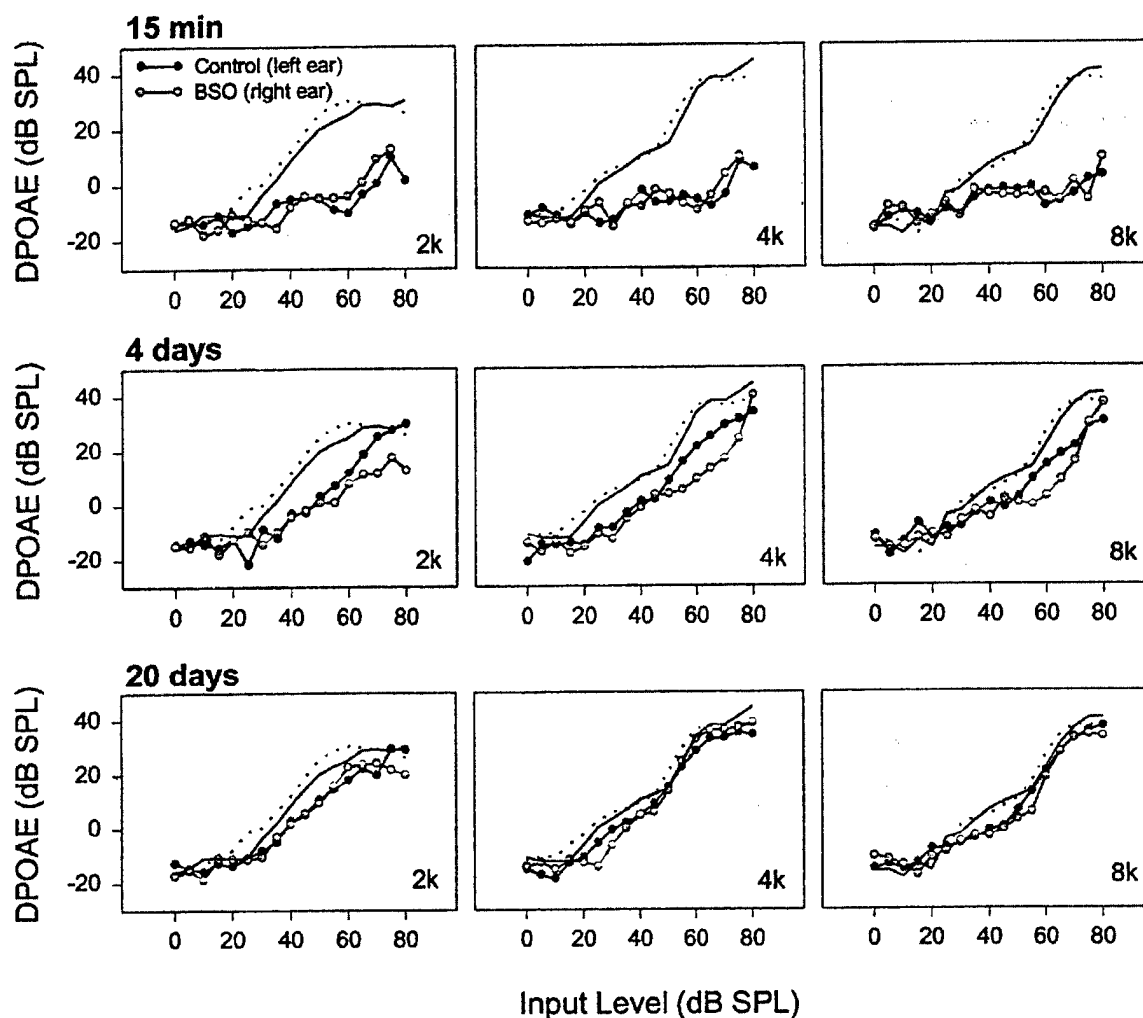 15 min
DPOAE (dB SPL)
40
20
0
-20
Control (left ear)
BSO (right ear)
2k
4k
8k
0 20 40 60 80
0 20 40 60 80
0 20 40 60 80
4 days
DPOAE (dB SPL)
40
20
0
-20
2k
4k
8k
0 20 40 60 80
0 20 40 60 80
0 20 40 60 80
20 days
DPOAE (dB SPL)
40
20
0
-20
2k
4k
8k
0 20 40 60 80
0 20 40 60 80
0 20 40 60 80
Input Level (dB SPL)